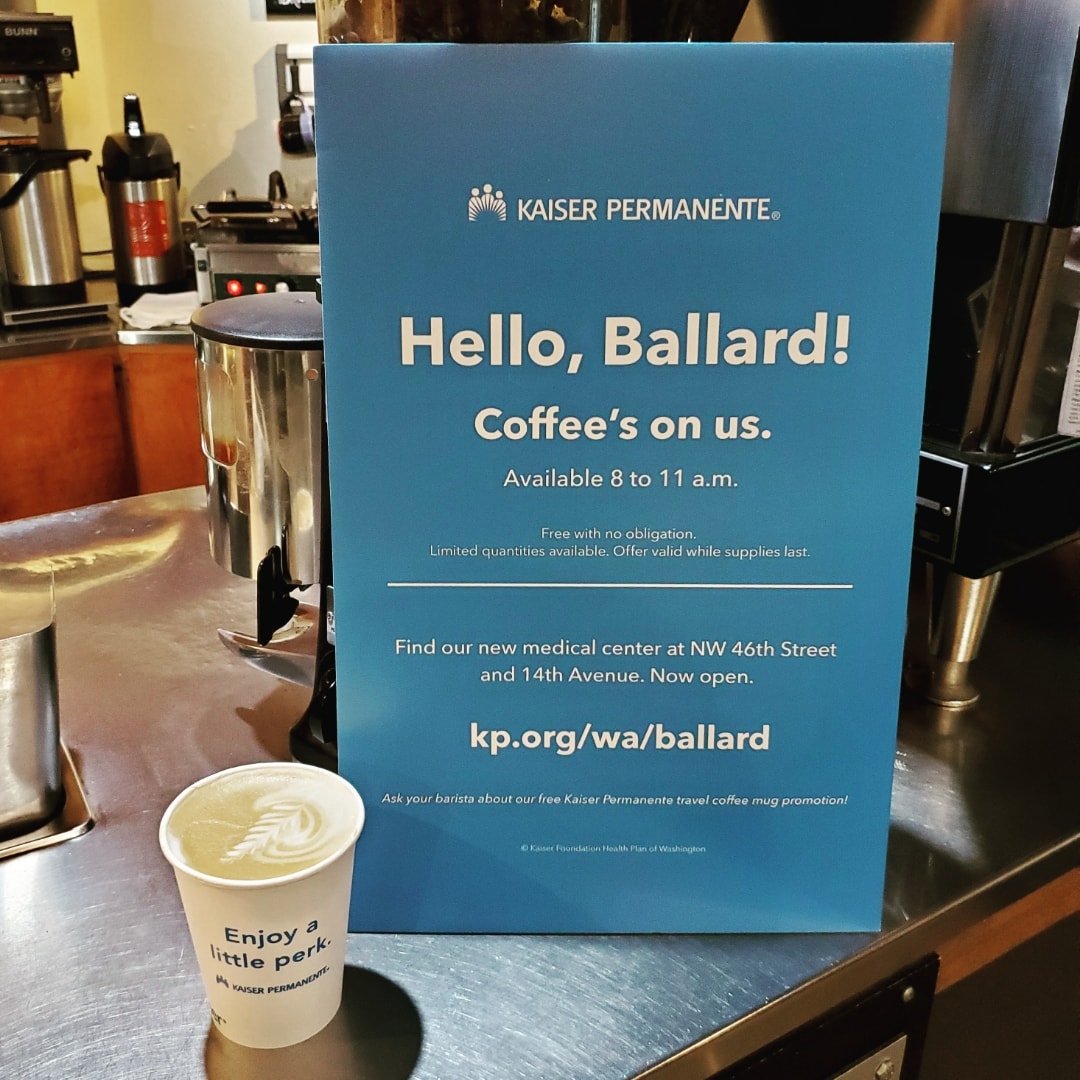 BUNN
KAISER PERMANENTE®
Hello, Ballard!
Coffee's on us.
Available 8 to 11 a.m.
Free with no obligation.
Limited quantities available. Offer valid while supplies last.
Find our new medical center at NW 46th Street
and 14th Avenue. Now open.
kp.org/wa/ballard
Ask your barista about our free Kaiser Permanente travel coffee mug promotion!
© Kaiser Foundation Health Plan of Washington
Enjoy a
little perk.
KAISER PERMANENTE®